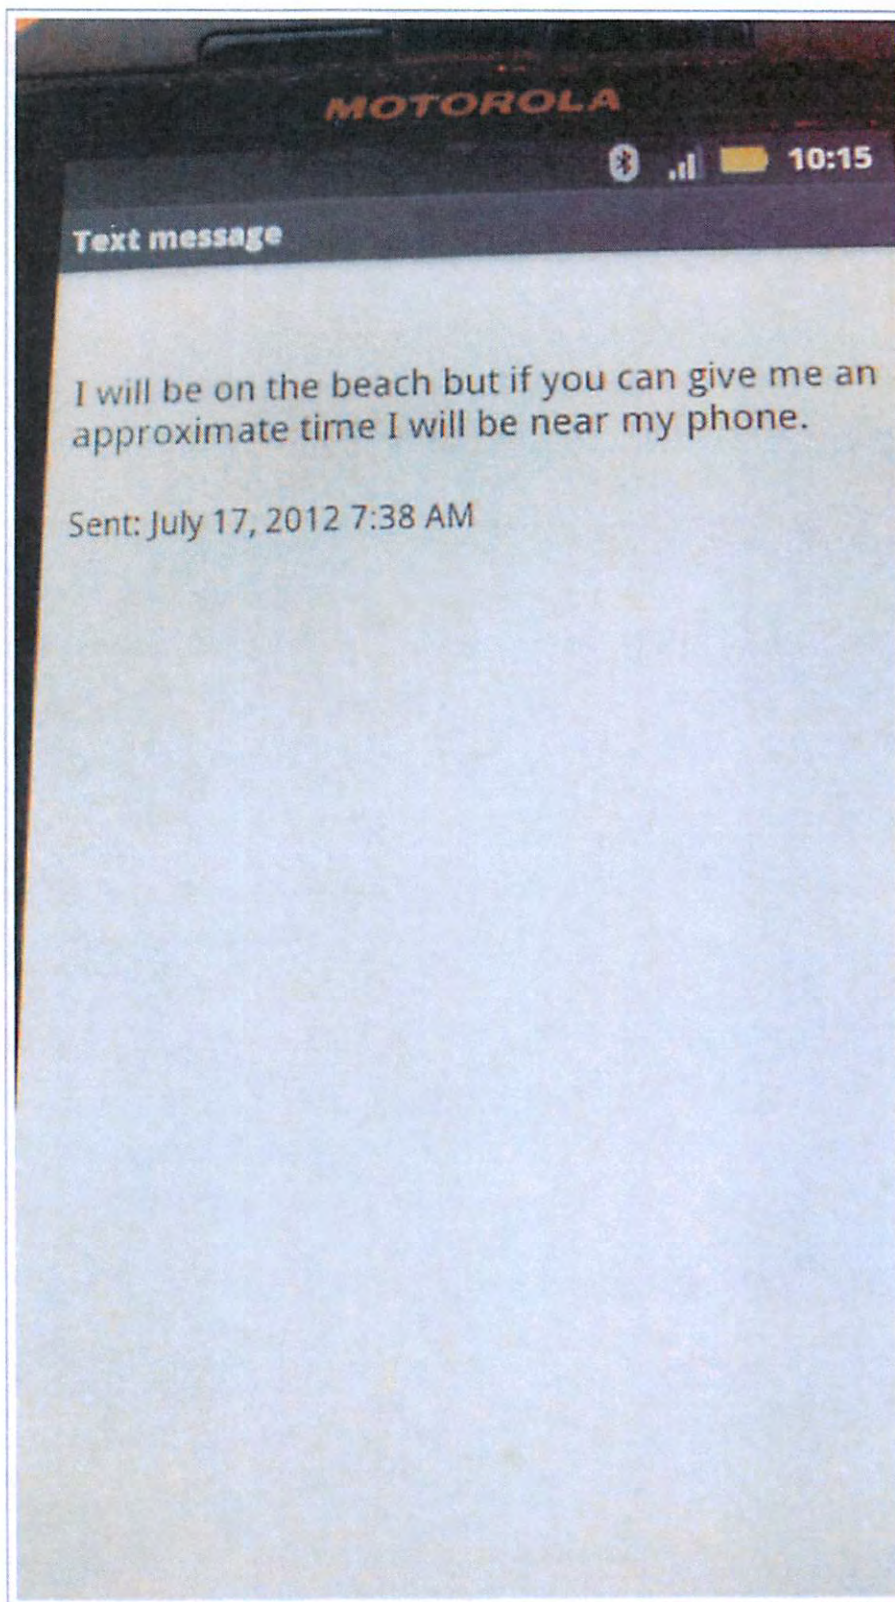 MOTOROLA
10:15
Text message
I will be on the beach but if you can give me an
approximate time I will be near my phone.
Sent: July 17, 2012 7:38 AM